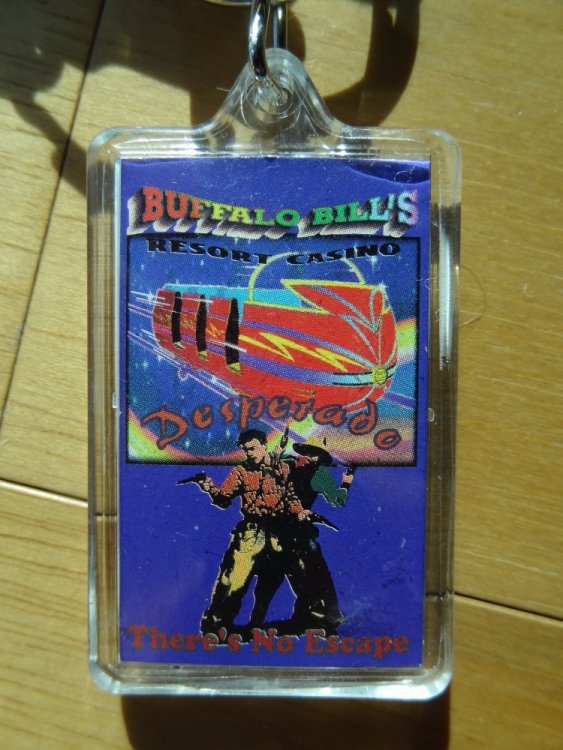 BUFFALO BILL'S
RESORT CASINO
Desperado
There's No Escape